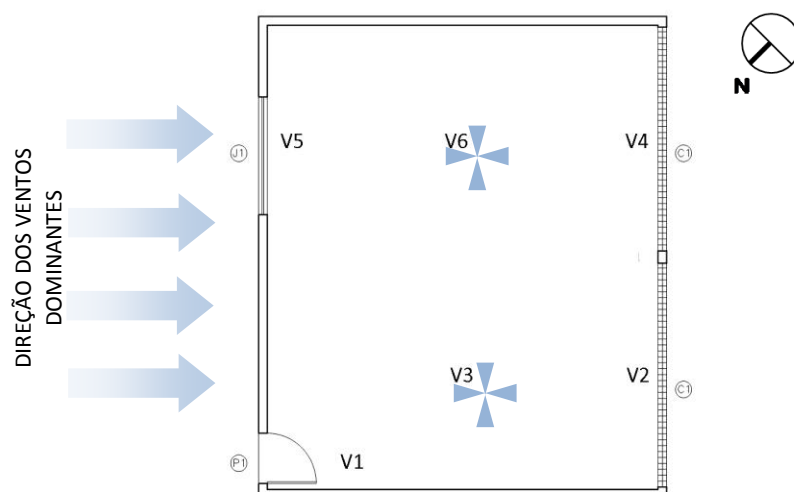 DIREÇÃO DOS VENTOS
DOMINANTES
N
J1
V5
V6
V4
C1
V3
V2
C1
P1
V1